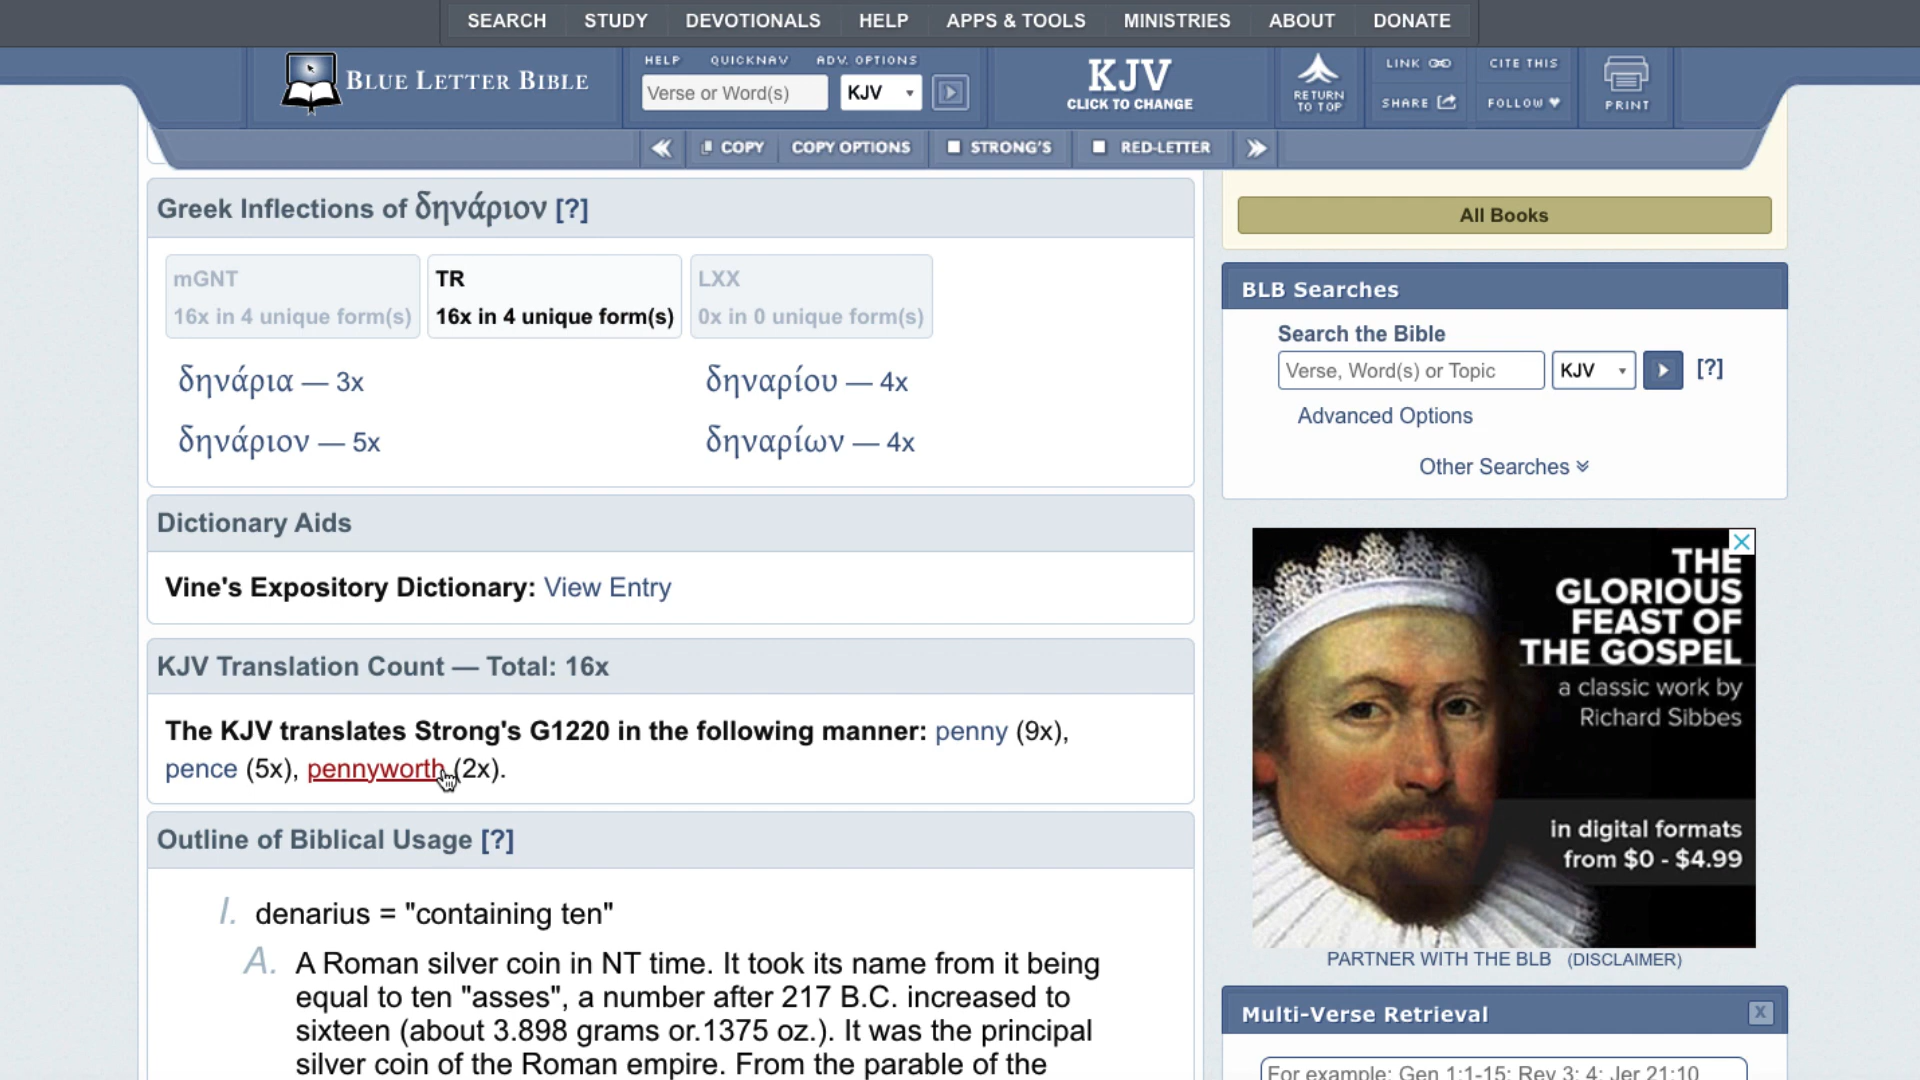 SEARCH STUDY DEVOTIONALS HELP APPS & TOOLS MINISTRIES ABOUT DONATE
BLUE LETTER BIBLE
HELP QUICKNAV ADV. OPTIONS
Verse or Word(s) KJV
KJV
CLICK TO CHANGE
RETURN
TO TOP
LINK
SHARE
CITE THIS
FOLLOW
PRINT
COPY COPY OPTIONS STRONG'S RED-LETTER
Greek Inflections of δηνάριον [?]
mGNT
16x in 4 unique form(s)
TR
16x in 4 unique form(s)
LXX
0x in 0 unique form(s)
δηνάρια — 3x
δηναρίου — 4x
δηνάριον — 5x
δηναρίων — 4x
Dictionary Aids
Vine's Expository Dictionary: View Entry
KJV Translation Count — Total: 16x
The KJV translates Strong's G1220 in the following manner: penny (9x),
pence (5x), pennyworth (2x).
Outline of Biblical Usage [?]
I. denarius = "containing ten"
A. A Roman silver coin in NT time. It took its name from it being
equal to ten "asses", a number after 217 B.C. increased to
sixteen (about 3.898 grams or.1375 oz.). It was the principal
silver coin of the Roman empire. From the parable of the
All Books
BLB Searches
Search the Bible
Verse, Word(s) or Topic KJV [?]
Advanced Options
Other Searches
THE
GLORIOUS
FEAST OF
THE GOSPEL
a classic work by
Richard Sibbes
in digital formats
from $0 - $4.99
PARTNER WITH THE BLB (DISCLAIMER)
Multi-Verse Retrieval X
For example: Gen 1:1-15; Rev 3; 4; Jer 21:10